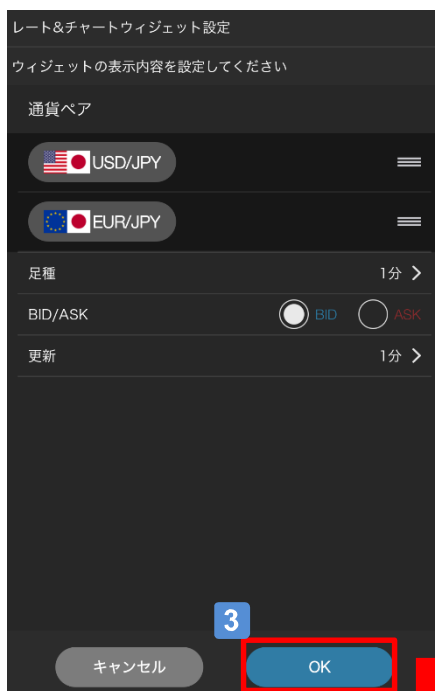 レート&チャートウィジェット設定
ウィジェットの表示内容を設定してください
通貨ペア
USD/JPY
EUR/JPY
足種 1分
BID/ASK BID ASK
更新 1分
3
キャンセル OK